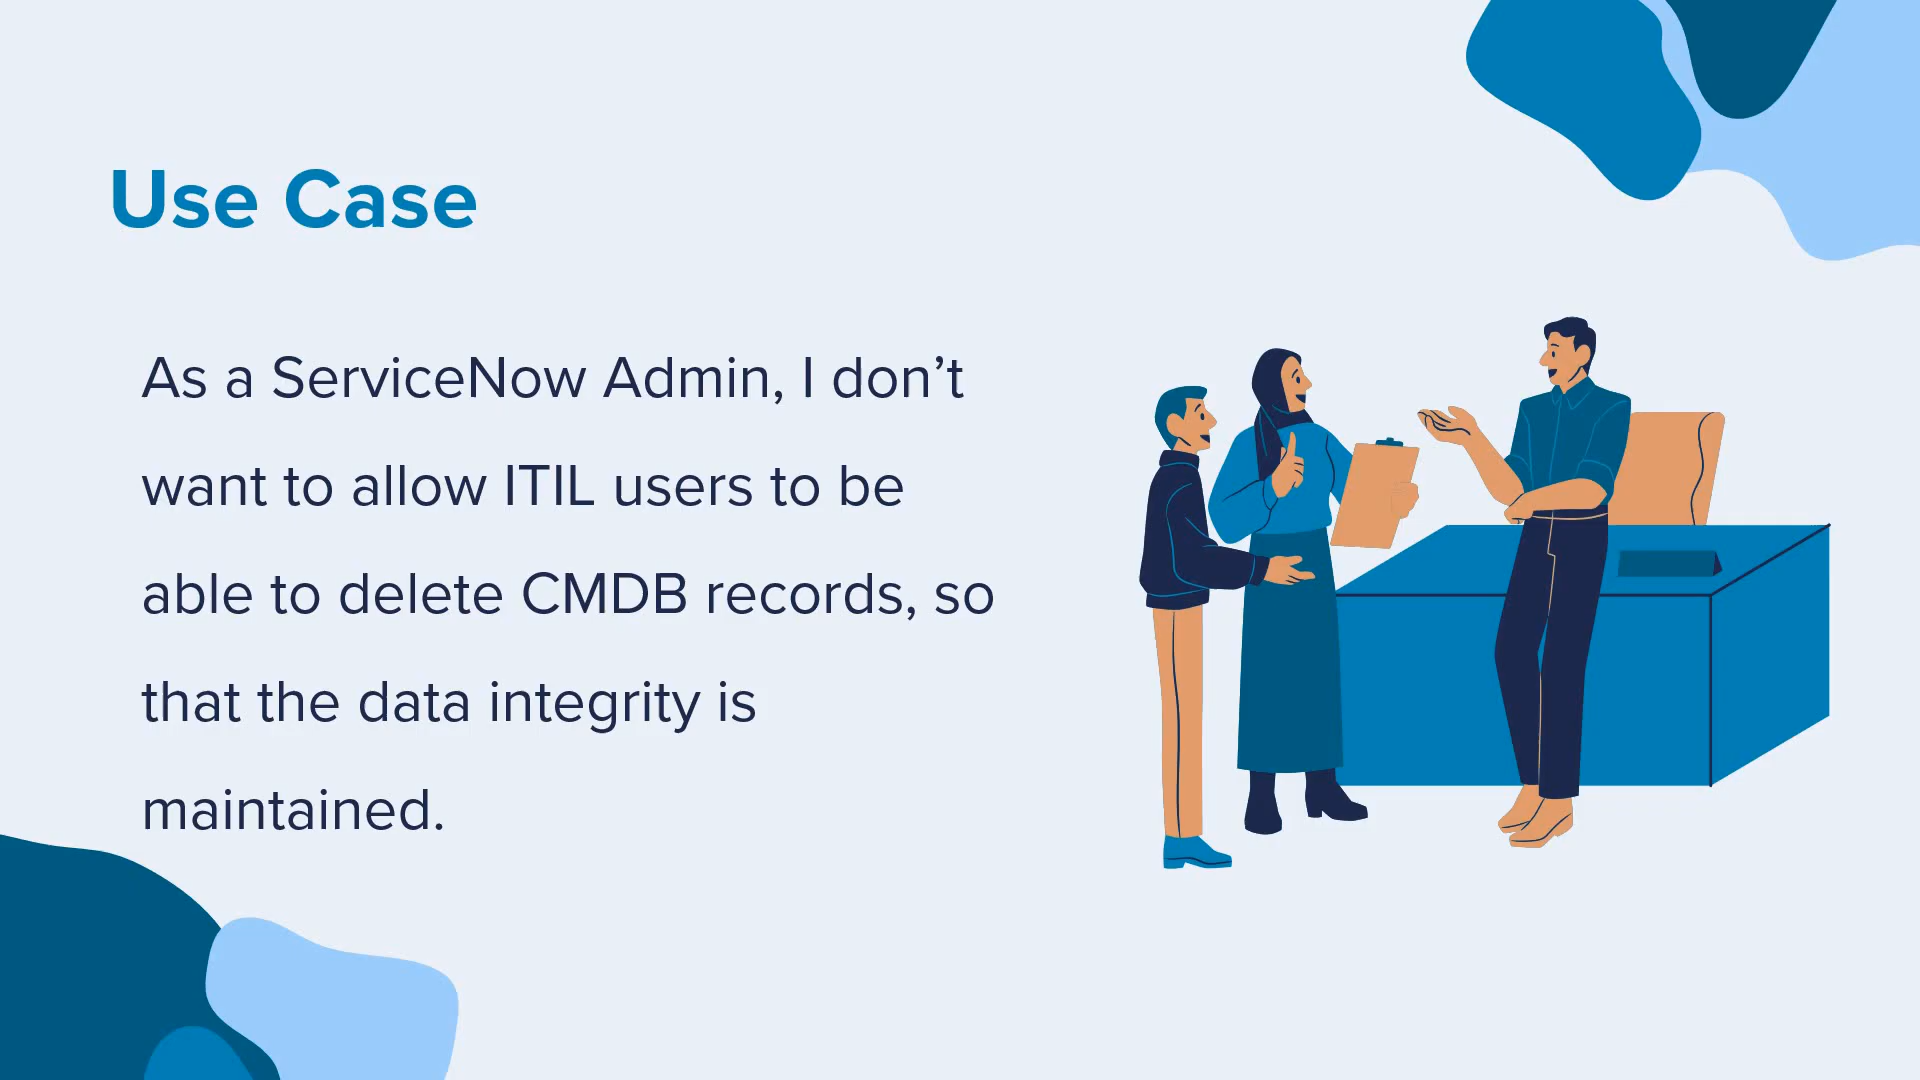 Use Case
As a ServiceNow Admin, I don’t
want to allow ITIL users to be
able to delete CMDB records, so
that the data integrity is
maintained.